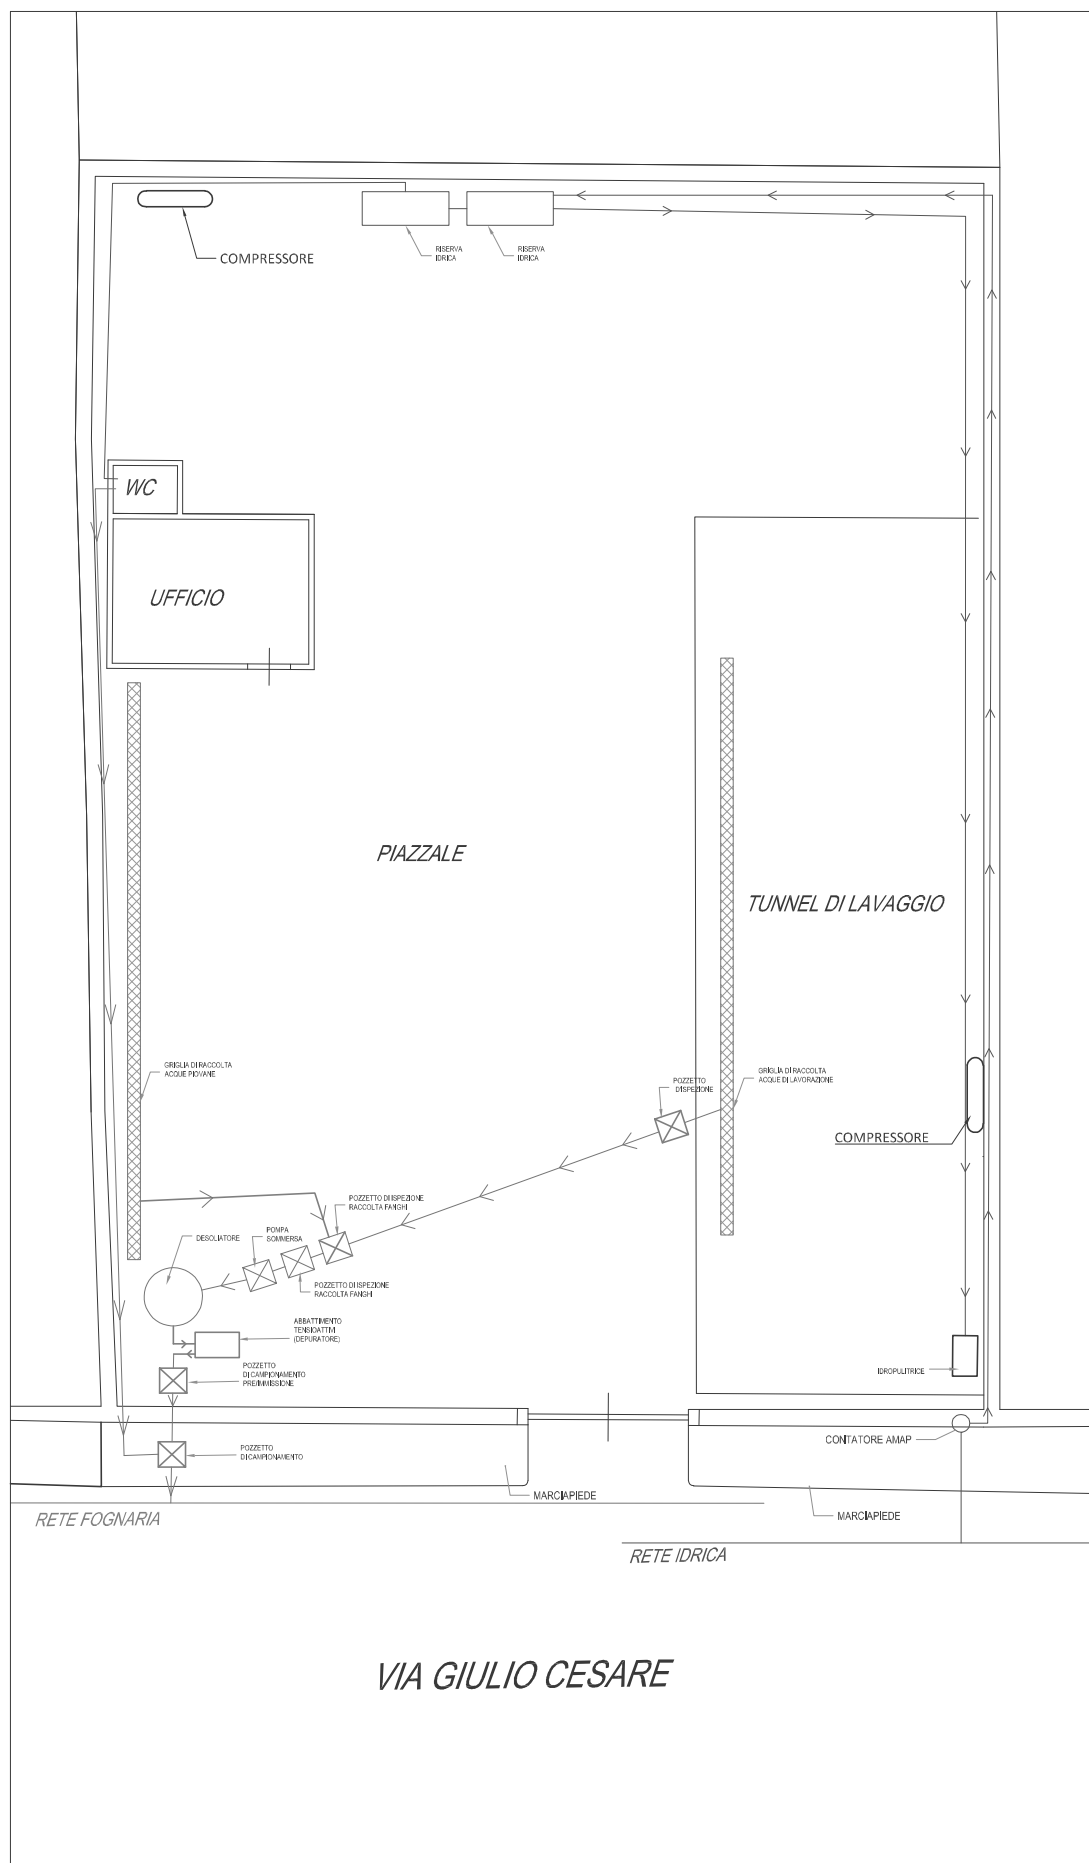 COMPRESSORE
RISERVA
IDRICA
RISERVA
IDRICA
WC
UFFICIO
PIAZZALE
TUNNEL DI LAVAGGIO
GRIGLIA DI RACCOLTA
ACQUE PIOVANE
POZZETTO
D'ISPEZIONE
GRIGLIA DI RACCOLTA
ACQUE DI LAVORAZIONE
COMPRESSORE
POZZETTO DI ISPEZIONE
RACCOLTA FANGHI
DESOLIATORE
POMPA
SOMMERSA
POZZETTO DI ISPEZIONE
RACCOLTA FANGHI
ABBATTIMENTO
TENSIOATTIVI
(DEPURATORE)
POZZETTO
DI CAMPIONAMENTO
PREIMMISSIONE
IDROPULITRICE
POZZETTO
DI CAMPIONAMENTO
CONTATORE AMAP
MARCIAPIEDE
MARCIAPIEDE
RETE FOGNARIA
RETE IDRICA
VIA GIULIO CESARE